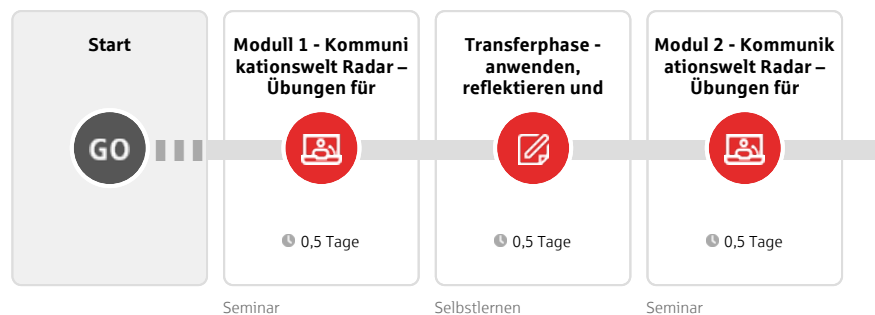 Start
GO
Modull 1 - Kommuni
kationswelt Radar –
Übungen für
0,5 Tage
Seminar
Transferphase -
anwenden,
reflektieren und
0,5 Tage
Selbstlernen
Modul 2 - Kommunik
ationswelt Radar –
Übungen für
0,5 Tage
Seminar